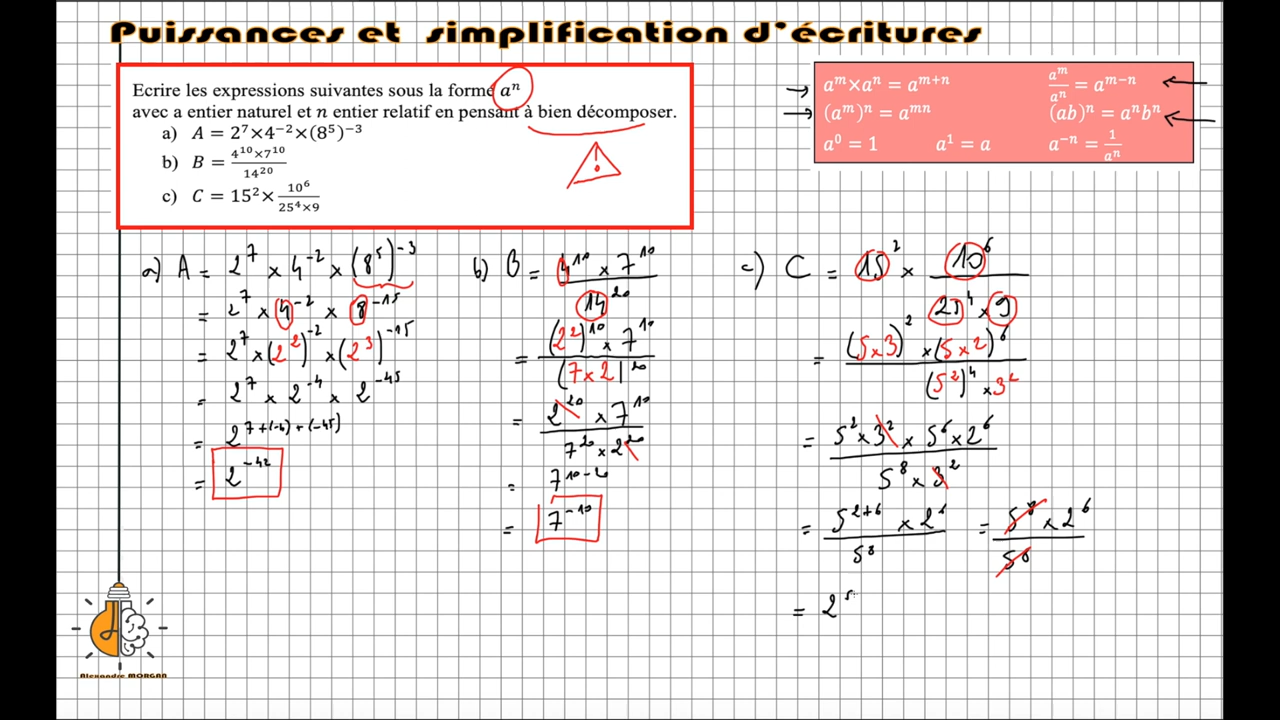 Puissances et simplification d'écritures
Ecrire les expressions suivantes sous la forme aⁿ
avec a entier naturel et n entier relatif en pensant à bien décomposer.
a) A = 2⁷×4⁻²×(8⁵)⁻³
b) B = (4¹⁰×7¹⁰)/14²⁰
c) C = 15²× 10⁶/(25⁴×9)
aᵐ×aⁿ = aᵐ⁺ⁿ aᵐ/aⁿ = aᵐ⁻ⁿ
(aᵐ)ⁿ = aᵐⁿ (ab)ⁿ = aⁿbⁿ
a⁰ = 1 a¹ = a a⁻ⁿ = 1/aⁿ
a) A = 2⁷ × 4⁻² × (8⁵)⁻³
= 2⁷ × 4⁻² × 8⁻¹⁵
= 2⁷ × (2²)⁻² × (2³)⁻¹⁵
= 2⁷ × 2⁻⁴ × 2⁻⁴⁵
= 2⁷⁺⁽⁻⁴⁾⁺⁽⁻⁴⁵⁾
= 2⁻⁴²
b) B = (4¹⁰ × 7¹⁰)/14²⁰
= ((2²)¹⁰ × 7¹⁰)/(7×2)²⁰
= (2²⁰ × 7¹⁰)/(7²⁰ × 2²⁰)
= 7¹⁰⁻²⁰
= 7⁻¹⁰
c) C = 15² × 10⁶/(25⁴ × 9)
= ((5×3)² × (5×2)⁶)/((5²)⁴ × 3²)
= (5² × 3² × 5⁶ × 2⁶)/(5⁸ × 3²)
= (5²⁺⁶ × 2⁶)/5⁸ = (5⁸ × 2⁶)/5⁸
= 2
Alexandre MORGAN